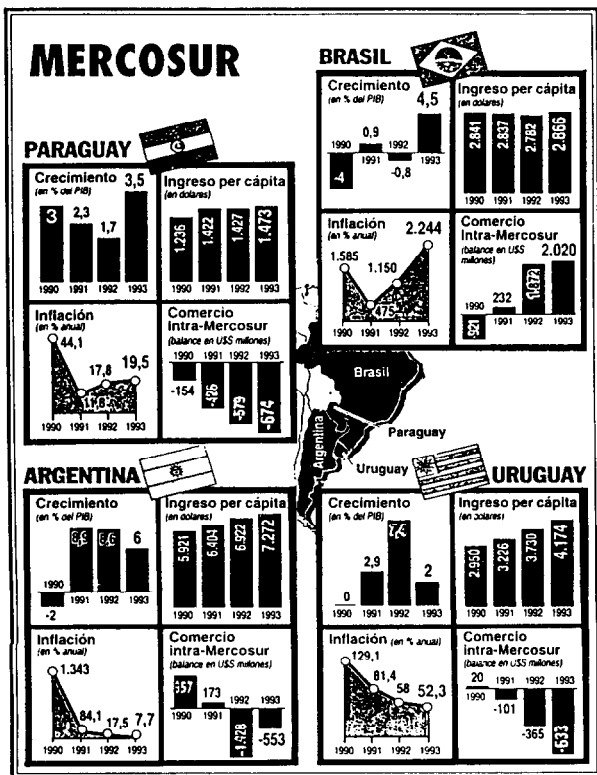 MERCOSUR
BRASIL
Crecimiento
(en % del PIB)
1990 1991 1992 1993
-4 0,9 -0,8 4,5
Ingreso per cápita
(en dolares)
2.841 2.837 2.782 2.866
1990 1991 1992 1993
Inflación
(en % anual)
1.585 475 1.150 2.244
1990 1991 1992 1993
Comercio
Intra-Mercosur
(balance en US$
millones)
-921 232 1.872 2.020
1990 1991 1992 1993
PARAGUAY
Crecimiento
(en % del PIB)
3 2,3 1,7 3,5
1990 1991 1992 1993
Ingreso per cápita
(en dolares)
1.236 1.422 1.427 1.473
1990 1991 1992 1993
Inflación
(en % anual)
44,1 17,8 19,5
1990 1991 1992 1993
Comercio
Intra-Mercosur
(balance en US$ millones)
1990 1991 1992 1993
-154 -426 -579 -674
Brasil
Argentina
Paraguay
Uruguay
ARGENTINA
Crecimiento
(en % del PIB)
1990 1991 1992 1993
-2 8,9 6
Ingreso per cápita
(en dolares)
5.921 6.404 6.922 7.272
1990 1991 1992 1993
Inflación
(en % anual)
1.343 84,1 17,5 7,7
1990 1991 1992 1993
Comercio
intra-Mercosur
(balance en US$ millones)
557 173 -1.428 -553
1990 1991 1992 1993
URUGUAY
Crecimiento
(en % del PIB)
0 2,9 7,4 2
1990 1991 1992 1993
Ingreso per cápita
(en dolares)
2.950 3.226 3.730 4.174
1990 1991 1992 1993
Inflación (en % anual)
129,1 81,4 58 52,3
1990 1991 1992 1993
Comercio
intra-Mercosur
(balance en US$ millones)
20 -101 -365 -633
1990 1991 1992 1993